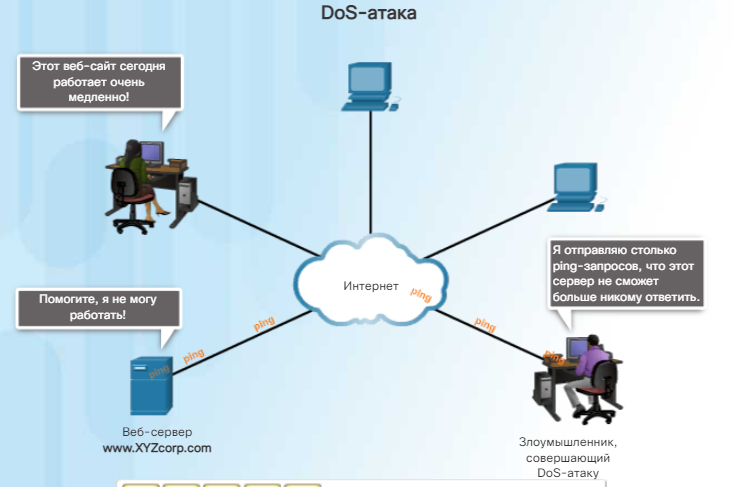 DoS-атака
Этот веб-сайт сегодня
работает очень
медленно!
Я отправляю столько
ping-запросов, что этот
сервер не сможет
больше никому ответить.
Интернет
ping
Помогите, я не могу
работать!
ping
ping
ping
ping
ping
Веб-сервер
www.XYZcorp.com
Злоумышленник,
совершающий
DoS-атаку